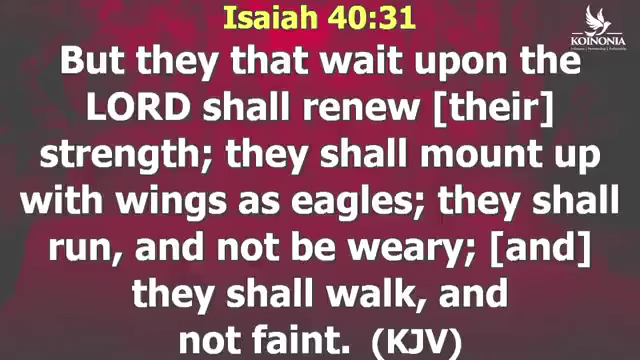 Isaiah 40:31
KOINONIA
But they that wait upon the
LORD shall renew [their]
strength; they shall mount up
with wings as eagles; they shall
run, and not be weary; [and]
they shall walk, and
not faint. (KJV)